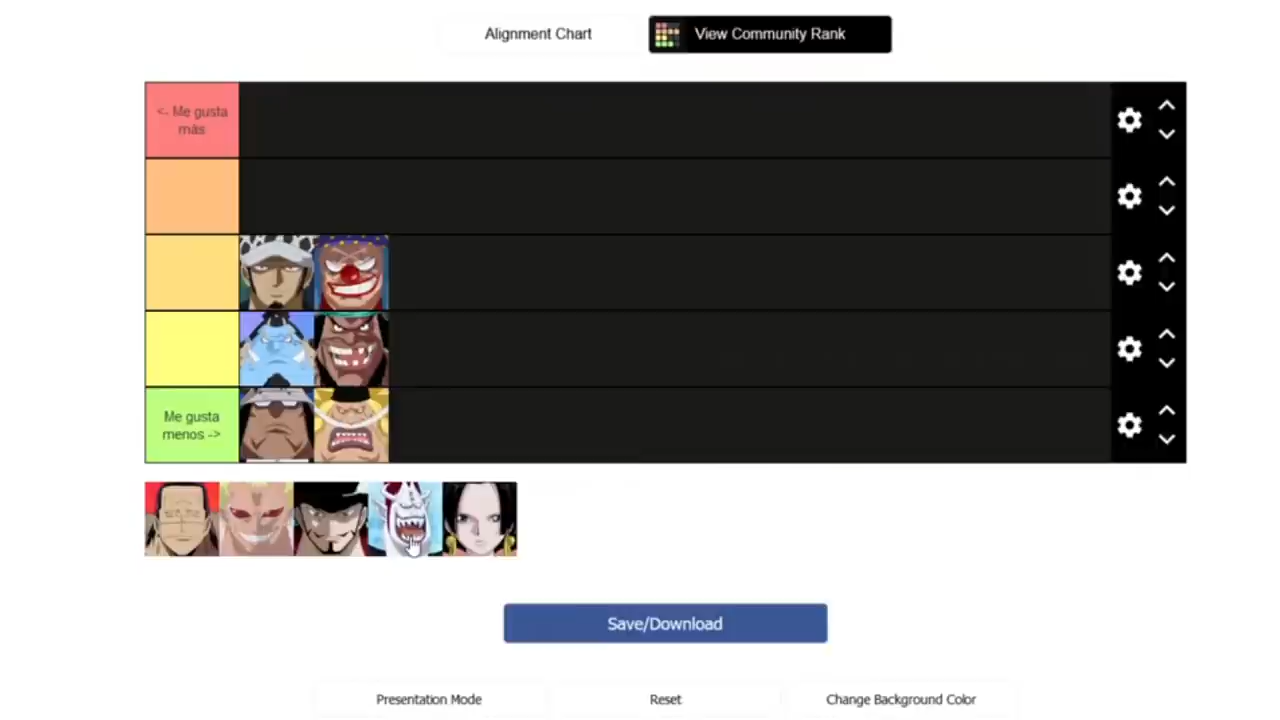 Alignment Chart
View Community Rank
<- Me gusta
más
Me gusta
menos ->
Save/Download
Presentation Mode
Reset
Change Background Color